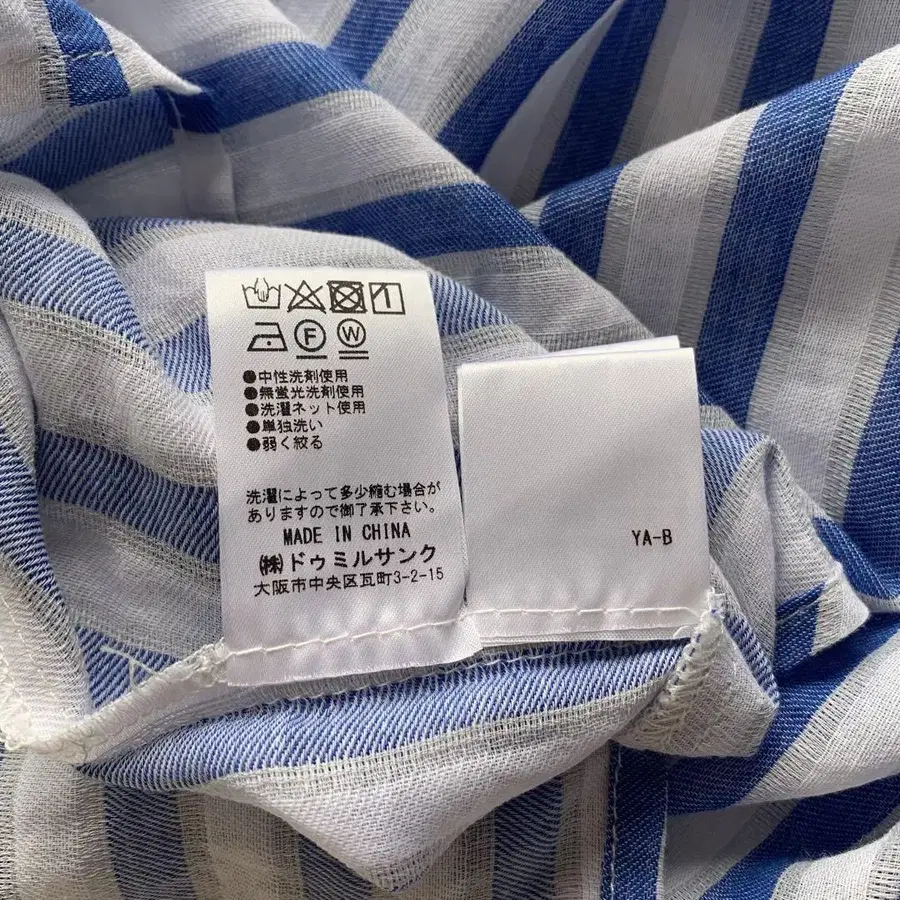 F W
●中性洗剤使用
●無蛍光洗剤使用
●洗濯ネット使用
●単独洗い
●弱く絞る
洗濯によって多少縮む場合が
ありますので御了承下さい。
MADE IN CHINA
㈱ドゥミルサンク
大阪市中央区瓦町3-2-15
YA-B